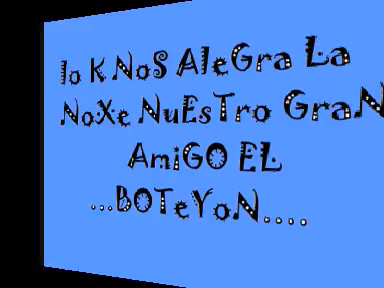 lo K NoS AleGra La
NoXe NuEsTro GraN
AmiGO EL
...BOTeYoN....